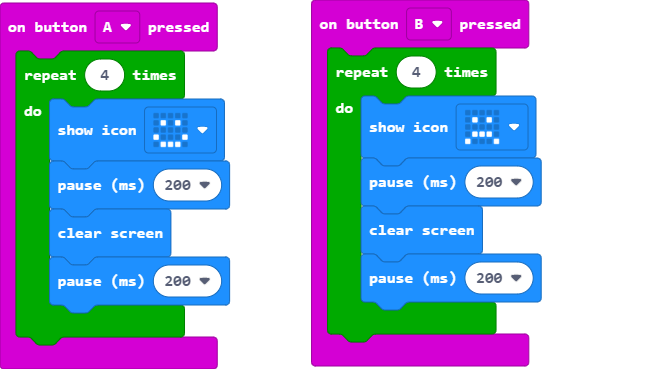 on button A pressed
repeat 4 times
do
show icon
pause (ms) 200
clear screen
pause (ms) 200
on button B pressed
repeat 4 times
do
show icon
pause (ms) 200
clear screen
pause (ms) 200